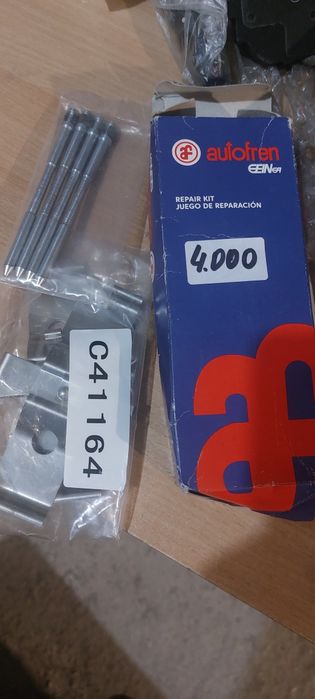 autofren
SEINSA
REPAIR KIT
JUEGO DE REPARACIÓN
4.000
C41164